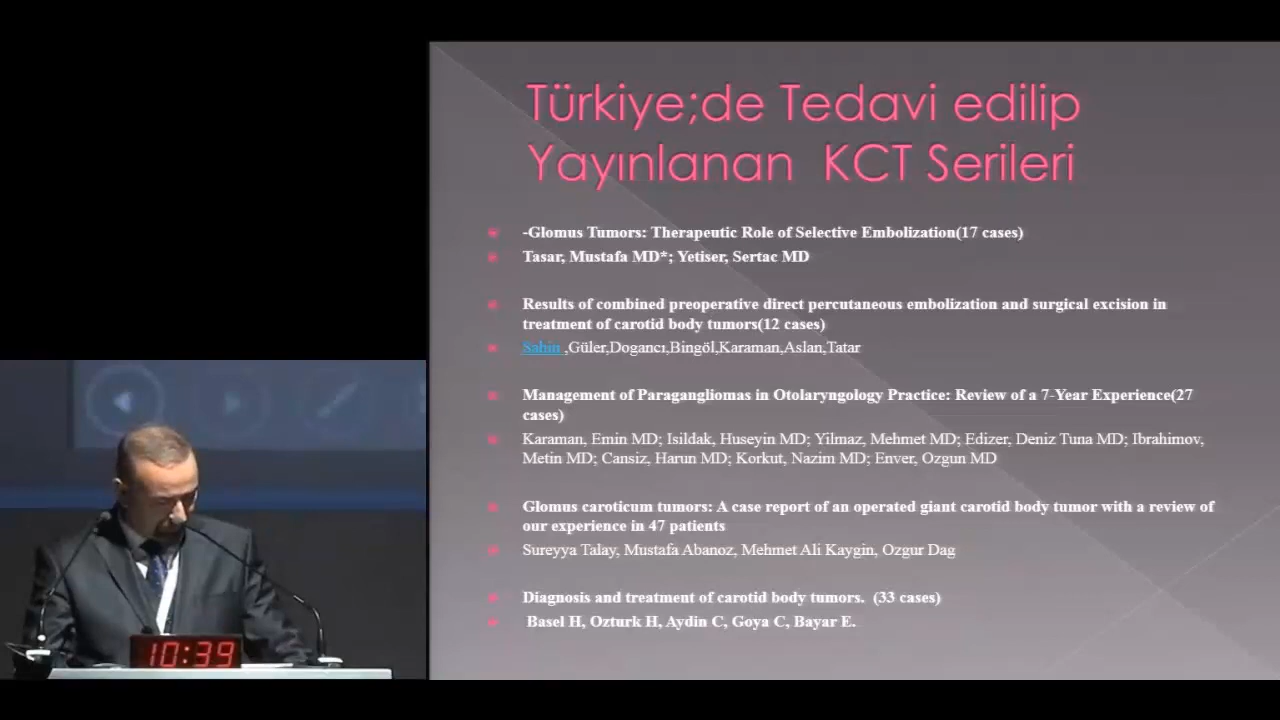 Türkiye;de Tedavi edilip
Yayınlanan KCT Serileri
-Glomus Tumors: Therapeutic Role of Selective Embolization(17 cases)
Tasar, Mustafa MD*; Yetiser, Sertac MD
Results of combined preoperative direct percutaneous embolization and surgical excision in
treatment of carotid body tumors(12 cases)
Sahin ,Güler,Dogancı,Bingöl,Karaman,Aslan,Tatar
Management of Paragangliomas in Otolaryngology Practice: Review of a 7-Year Experience(27
cases)
Karaman, Emin MD; Isildak, Huseyin MD; Yilmaz, Mehmet MD; Edizer, Deniz Tuna MD; Ibrahimov,
Metin MD; Cansiz, Harun MD; Korkut, Nazim MD; Enver, Ozgun MD
Glomus caroticum tumors: A case report of an operated giant carotid body tumor with a review of
our experience in 47 patients
Sureyya Talay, Mustafa Abanoz, Mehmet Ali Kaygin, Ozgur Dag
Diagnosis and treatment of carotid body tumors. (33 cases)
Basel H, Ozturk H, Aydin C, Goya C, Bayar E.
10:39